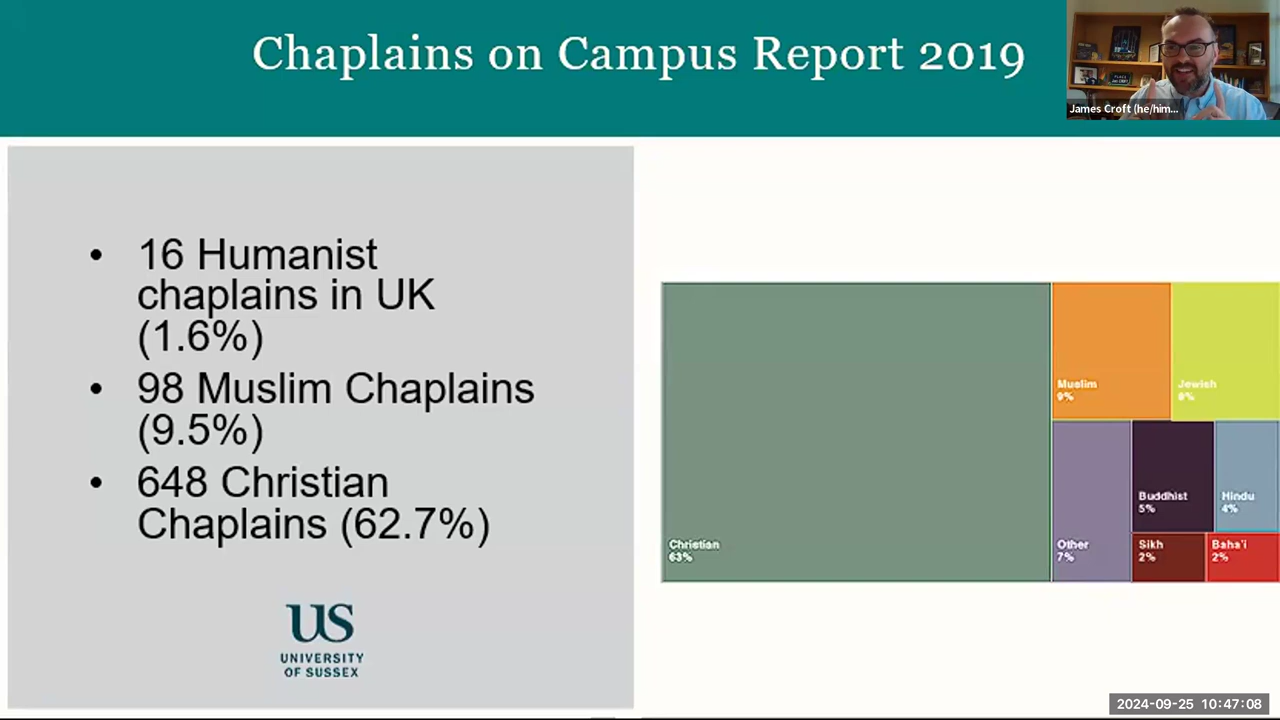 Chaplains on Campus Report 2019
James Croft (he/him...
• 16 Humanist
chaplains in UK
(1.6%)
• 98 Muslim Chaplains
(9.5%)
• 648 Christian
Chaplains (62.7%)
US
UNIVERSITY
OF SUSSEX
Christian
63%
Muslim
9%
Jewish
Other
7%
Buddhist
5%
Hindu
4%
Sikh
2%
Baha'i
2%
2024-09-25 10:47:08